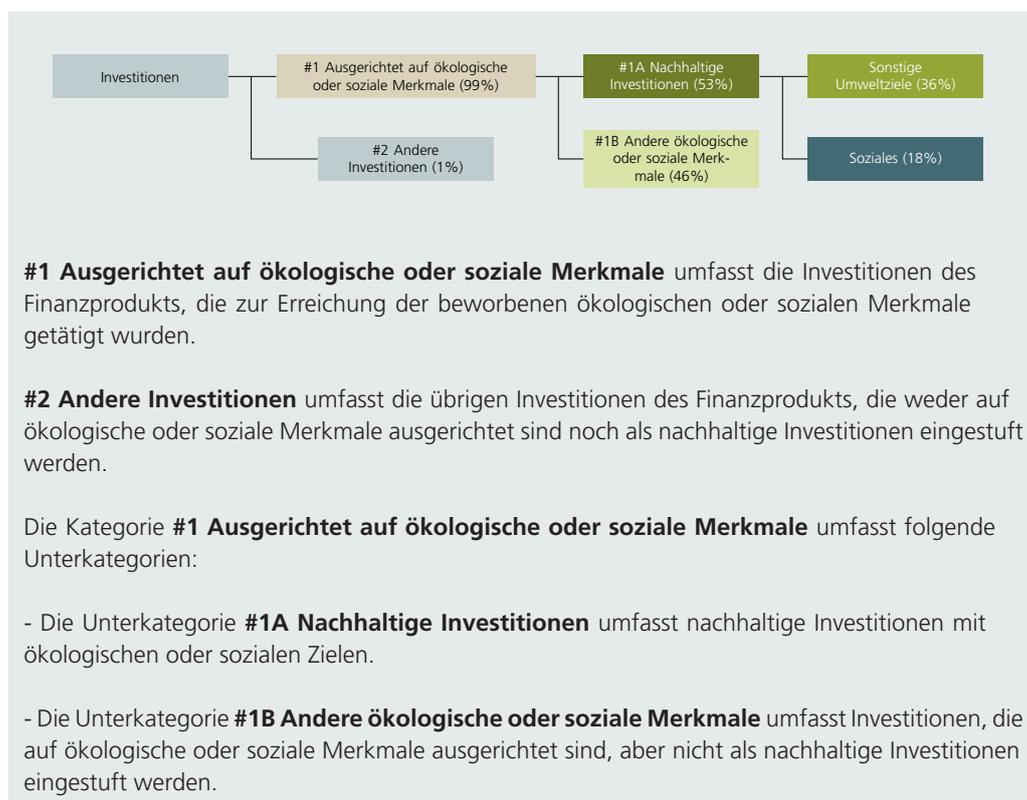 Investitionen
#1 Ausgerichtet auf ökologische
oder soziale Merkmale (99%)
#1A Nachhaltige
Investitionen (53%)
Sonstige
Umweltziele (36%)
#2 Andere
Investitionen (1%)
#1B Andere ökologische
oder soziale Merk-
male (46%)
Soziales (18%)
#1 Ausgerichtet auf ökologische oder soziale Merkmale umfasst die Investitionen des
Finanzprodukts, die zur Erreichung der beworbenen ökologischen oder sozialen Merkmale
getätigt wurden.
#2 Andere Investitionen umfasst die übrigen Investitionen des Finanzprodukts, die weder auf
ökologische oder soziale Merkmale ausgerichtet sind noch als nachhaltige Investitionen eingestuft
werden.
Die Kategorie #1 Ausgerichtet auf ökologische oder soziale Merkmale umfasst folgende
Unterkategorien:
- Die Unterkategorie #1A Nachhaltige Investitionen umfasst nachhaltige Investitionen mit
ökologischen oder sozialen Zielen.
- Die Unterkategorie #1B Andere ökologische oder soziale Merkmale umfasst Investitionen, die
auf ökologische oder soziale Merkmale ausgerichtet sind, aber nicht als nachhaltige Investitionen
eingestuft werden.